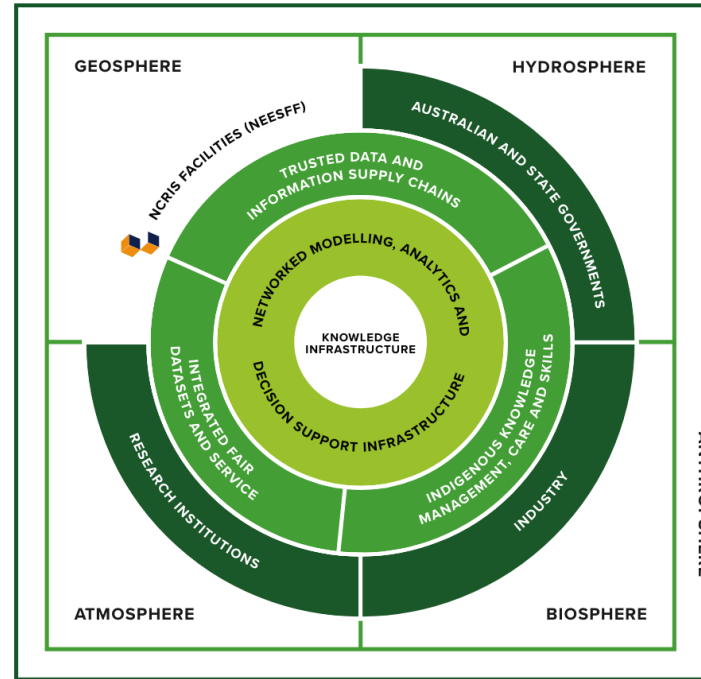 GEOSPHERE
HYDROSPHERE
NCRIS FACILITIES (NEESFF)
AUSTRALIAN AND STATE GOVERNMENTS
TRUSTED DATA AND
INFORMATION SUPPLY CHAINS
NETWORKED MODELLING, ANALYTICS AND
KNOWLEDGE
INFRASTRUCTURE
DECISION SUPPORT INFRASTRUCTURE
INTEGRATED FAIR
DATASETS AND SERVICE
INDIGENOUS KNOWLEDGE
MANAGEMENT, CARE AND SKILLS
RESEARCH INSTITUTIONS
INDUSTRY
ATMOSPHERE
BIOSPHERE